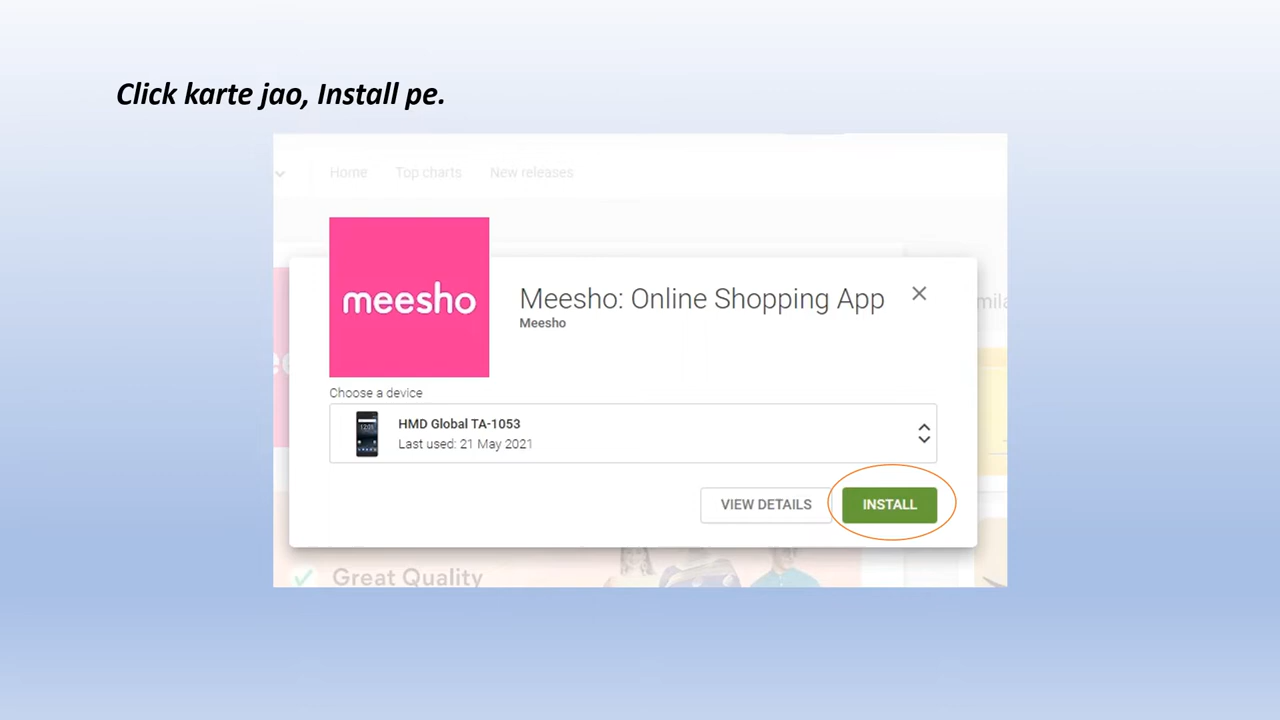 Click karte jao, Install pe.
Home Top charts New releases
meesho
Meesho: Online Shopping App
Meesho
Choose a device
HMD Global TA-1053
Last used: 21 May 2021
VIEW DETAILS INSTALL
Great Quality